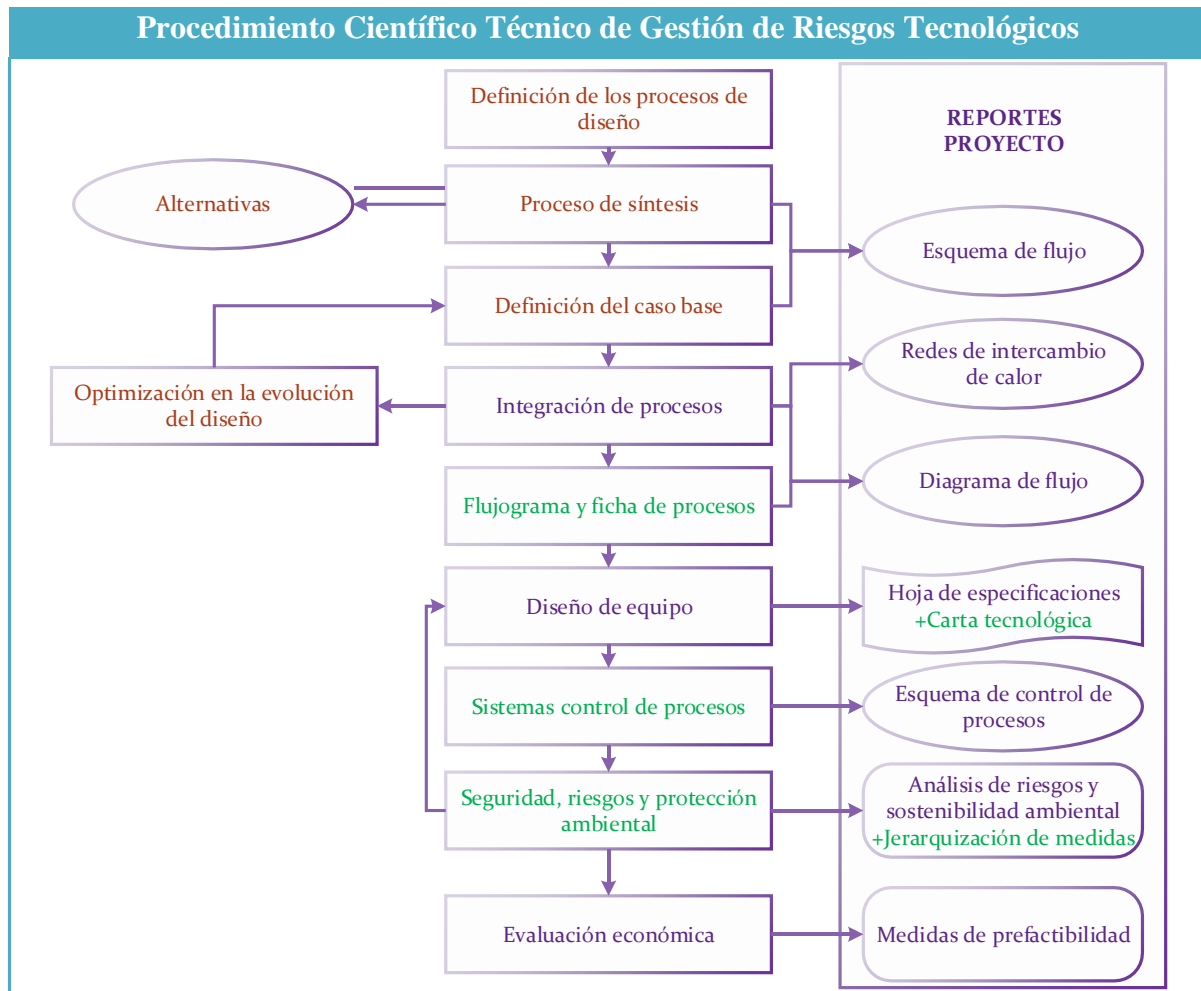 Procedimiento Científico Técnico de Gestión de Riesgos Tecnológicos
Definición de los procesos de
diseño
REPORTES
PROYECTO
Alternativas
Proceso de síntesis
Esquema de flujo
Definición del caso base
Redes de intercambio
de calor
Optimización en la evolución
del diseño
Integración de procesos
Flujograma y ficha de procesos
Diagrama de flujo
Diseño de equipo
Hoja de especificaciones
+Carta tecnológica
Sistemas control de procesos
Esquema de control de
procesos
Seguridad, riesgos y protección
ambiental
Análisis de riesgos y
sostenibilidad ambiental
+Jerarquización de medidas
Evaluación económica
Medidas de prefactibilidad